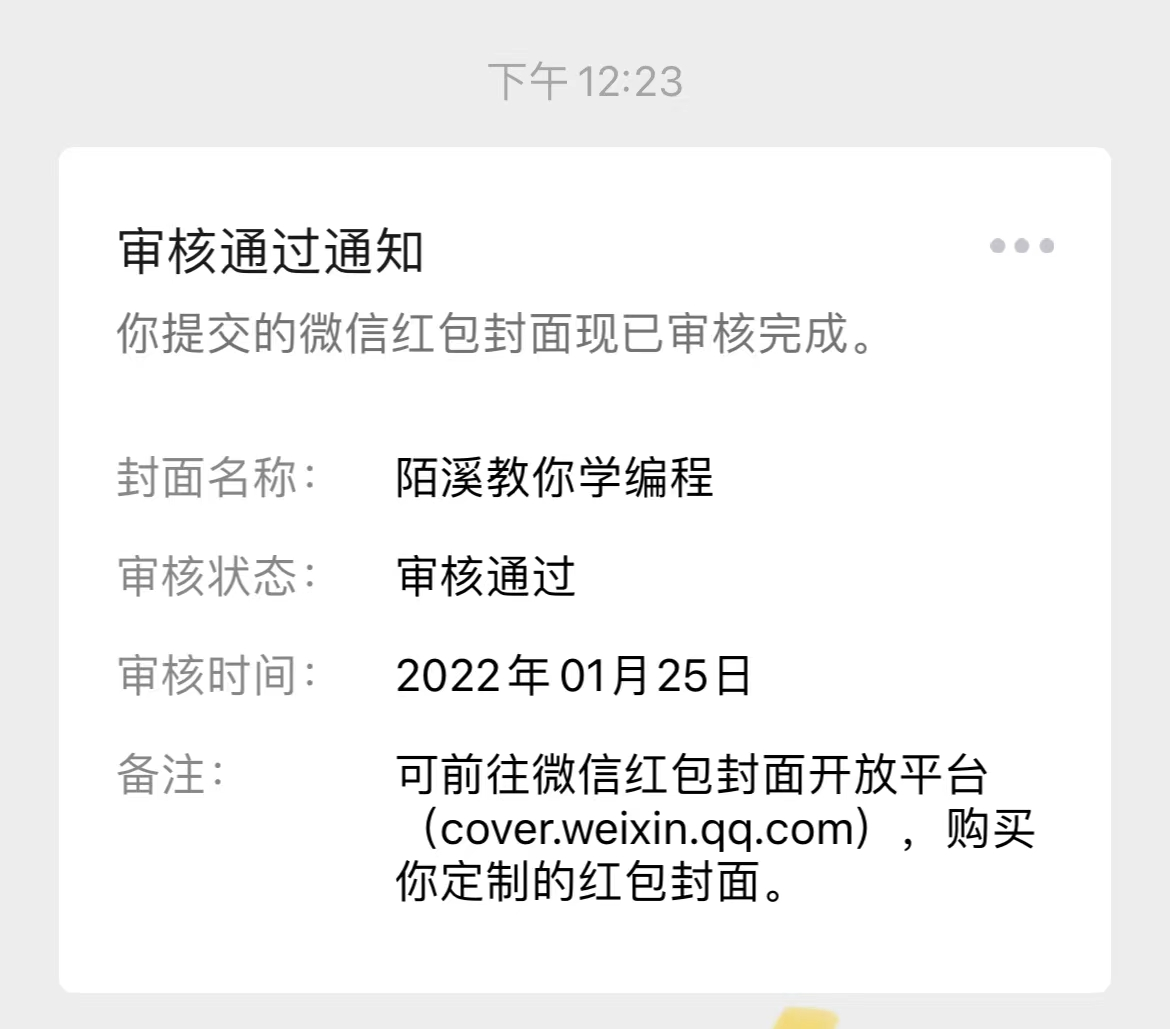 下午12:23
审核通过通知
你提交的微信红包封面现已审核完成。
封面名称： 陌溪教你学编程
审核状态： 审核通过
审核时间： 2022年01月25日
备注： 可前往微信红包封面开放平台
（cover.weixin.qq.com），购买
你定制的红包封面。